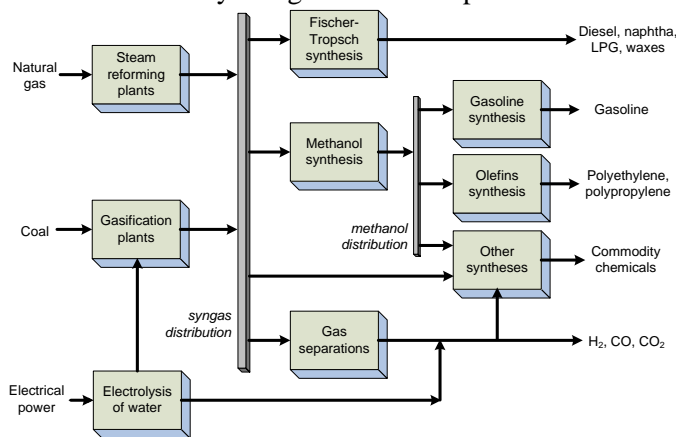 Fischer-
Tropsch
synthesis
Diesel, naphtha,
LPG, waxes
Natural
gas
Steam
reforming
plants
Gasoline
synthesis
Gasoline
Methanol
synthesis
Olefins
synthesis
Polyethylene,
polypropylene
methanol
distribution
Coal
Gasification
plants
Other
syntheses
Commodity
chemicals
syngas
distribution
Gas
separations
H₂, CO, CO₂
Electrical
power
Electrolysis
of water